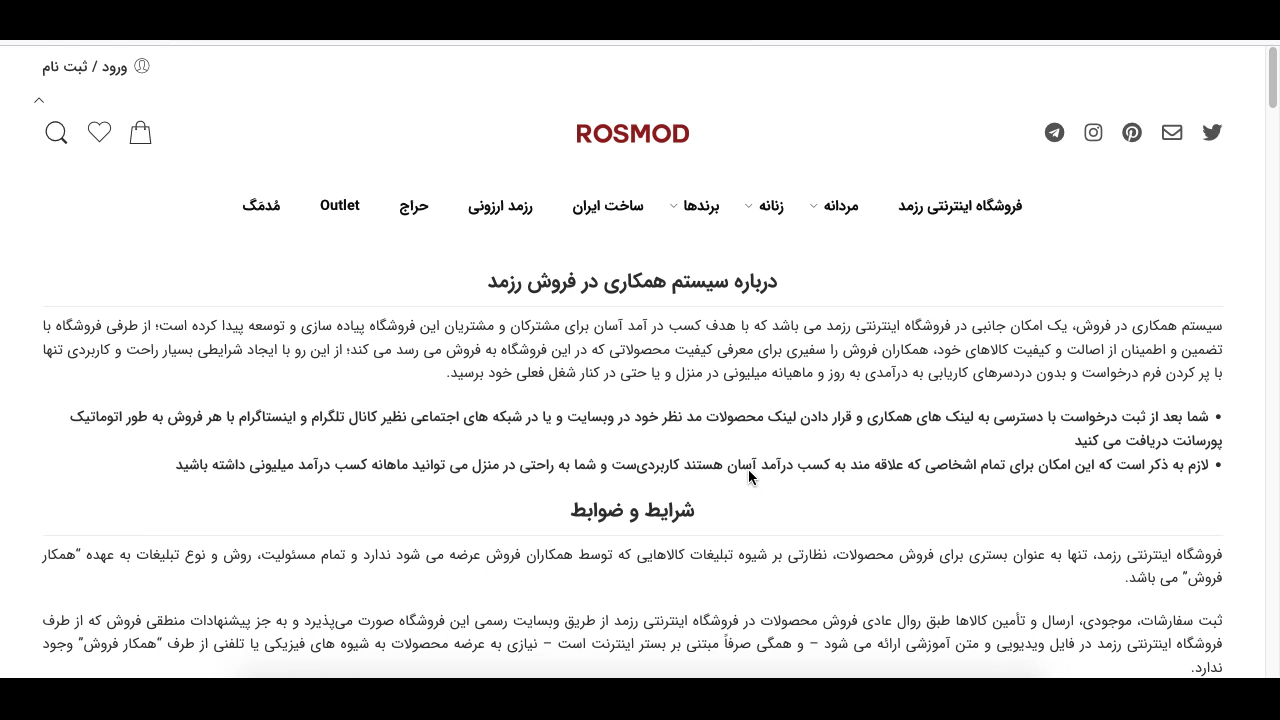 ورود / ثبت نام
ROSMOD
فروشگاه اینترنتی رزمد مردانه زنانه برندها ساخت ایران رزمد ارزونی حراج Outlet مُدمَگ
درباره سیستم همکاری در فروش رزمد
سیستم همکاری در فروش، یک امکان جانبی در فروشگاه اینترنتی رزمد می باشد که با هدف کسب در آمد آسان برای مشترکان و مشتریان این فروشگاه پیاده سازی و توسعه پیدا کرده است؛ از طرفی فروشگاه با
تضمین و اطمینان از اصالت و کیفیت کالاهای خود، همکاران فروش را سفیری برای معرفی کیفیت محصولاتی که در این فروشگاه به فروش می رسد می کند؛ از این رو با ایجاد شرایطی بسیار راحت و کاربردی تنها
با پر کردن فرم درخواست و بدون دردسرهای کاریابی به درآمدی به روز و ماهیانه میلیونی در منزل و یا حتی در کنار شغل فعلی خود برسید.
• شما بعد از ثبت درخواست با دسترسی به لینک های همکاری و قرار دادن لینک محصولات مد نظر خود در وبسایت و یا در شبکه های اجتماعی نظیر کانال تلگرام و اینستاگرام با هر فروش به طور اتوماتیک
پورسانت دریافت می کنید
• لازم به ذکر است که این امکان برای تمام اشخاصی که علاقه مند به کسب درآمد آسان هستند کاربردی‌ست و شما به راحتی در منزل می توانید ماهانه کسب درآمد میلیونی داشته باشید
شرایط و ضوابط
فروشگاه اینترنتی رزمد، تنها به عنوان بستری برای فروش محصولات، نظارتی بر شیوه تبلیغات کالاهایی که توسط همکاران فروش عرضه می شود ندارد و تمام مسئولیت، روش و نوع تبلیغات به عهده “همکار
فروش” می باشد.
ثبت سفارشات، موجودی، ارسال و تأمین کالاها طبق روال عادی فروش محصولات در فروشگاه اینترنتی رزمد از طریق وبسایت رسمی این فروشگاه صورت می‌پذیرد و به جز پیشنهادات منطقی فروش که از طرف
فروشگاه اینترنتی رزمد در فایل ویدیویی و متن آموزشی ارائه می شود – و همگی صرفاً مبتنی بر بستر اینترنت است – نیازی به عرضه محصولات به شیوه های فیزیکی یا تلفنی از طرف “همکار فروش” وجود
ندارد.